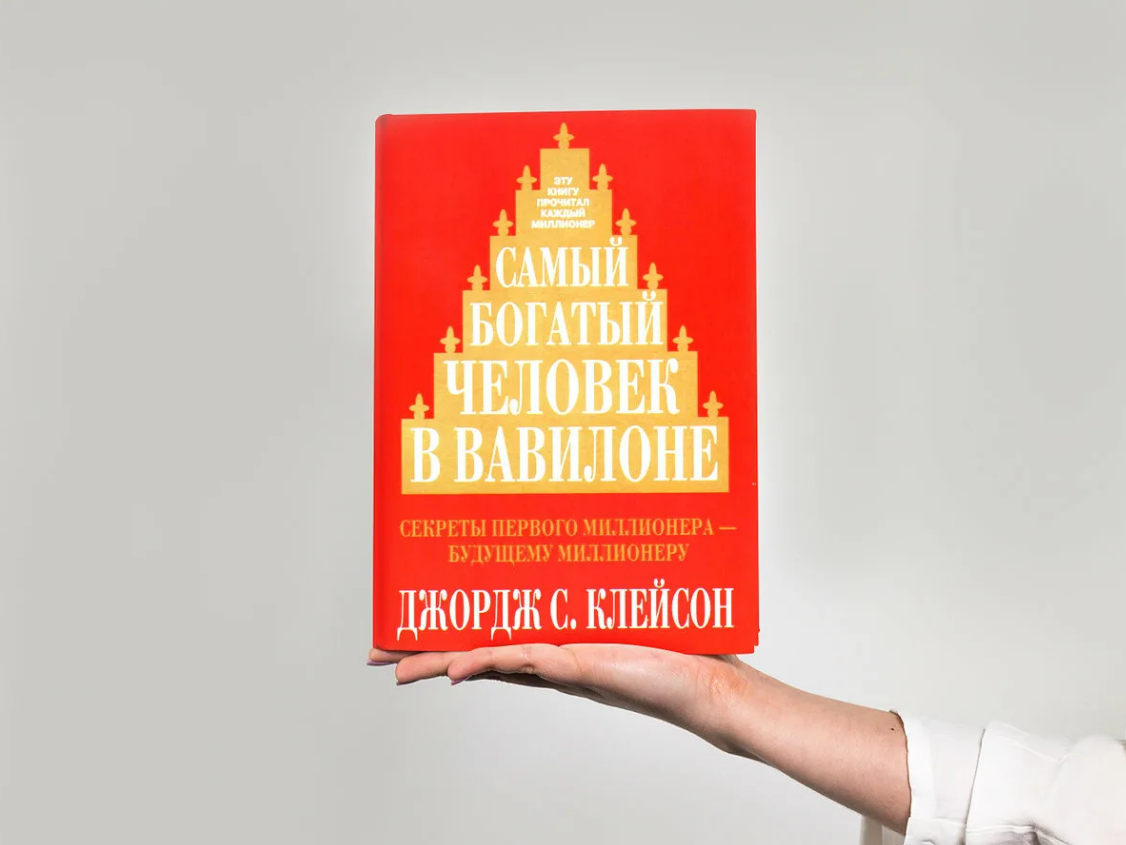 ЭТУ
КНИГУ
ПРОЧИТАЛ
КАЖДЫЙ
МИЛЛИОНЕР
САМЫЙ
БОГАТЫЙ
ЧЕЛОВЕК
В ВАВИЛОНЕ
СЕКРЕТЫ ПЕРВОГО МИЛЛИОНЕРА —
БУДУЩЕМУ МИЛЛИОНЕРУ
ДЖОРДЖ С. КЛЕЙСОН